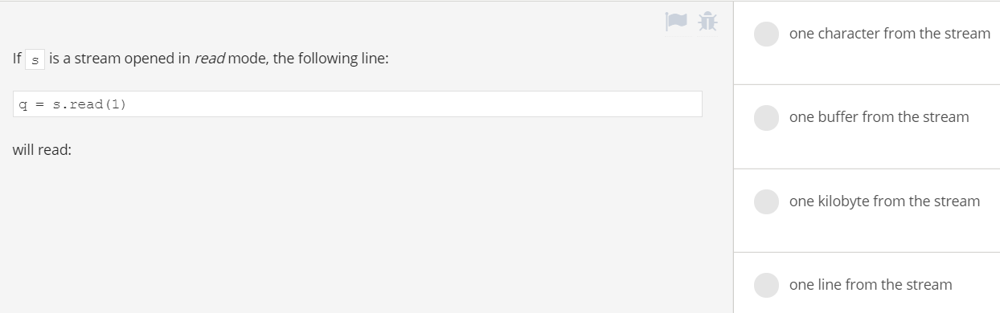 If s is a stream opened in read mode, the following line:
q = s.read(1)
will read:
one character from the stream
one buffer from the stream
one kilobyte from the stream
one line from the stream